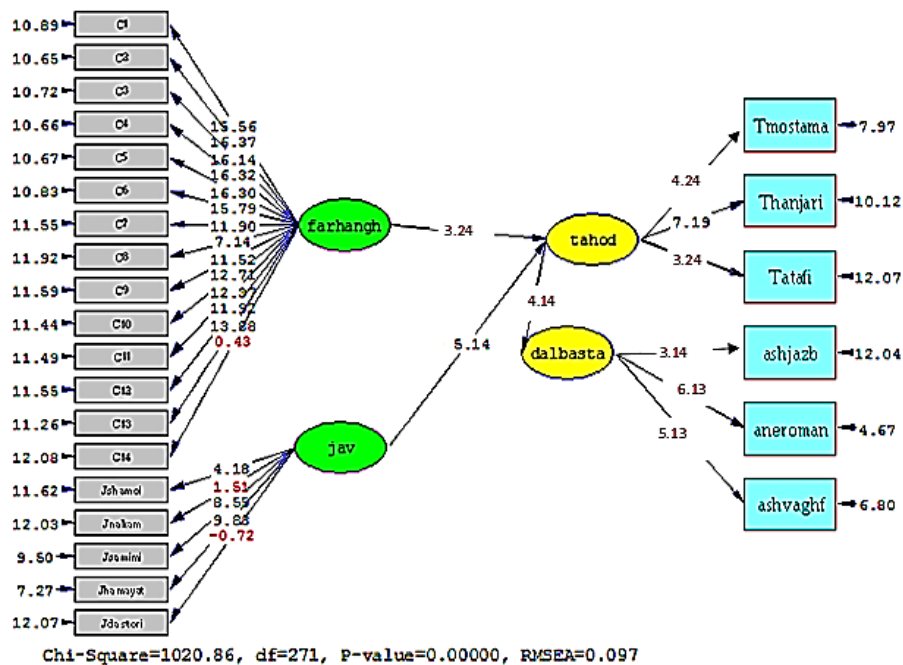 10.89 C1
10.65 C2
10.72 C3
10.66 C4
10.67 C5
10.83 C6
11.55 C7
11.92 C8
11.59 C9
11.44 C10
11.49 C11
11.55 C12
11.26 C13
12.08 C14
11.62 Jshamol
12.03 Jnakam
9.50 Jsamimi
7.27 Jhamayat
12.07 Jdastori
15.56
15.37
16.14
16.32
16.30
15.79
11.90
7.14
11.52
12.71
12.37
11.92
13.88
0.43
4.18
1.51
8.55
9.83
-0.72
farhangh
jav
3.24
5.14
tahod
4.14
dalbasta
4.24
7.19
3.24
3.14
6.13
5.13
Tmostama 7.97
Thanjari 10.12
Tatafi 12.07
ashjazb 12.04
aneroman 4.67
ashvaghf 6.80
Chi-Square=1020.86, df=271, P-value=0.00000, RMSEA=0.097